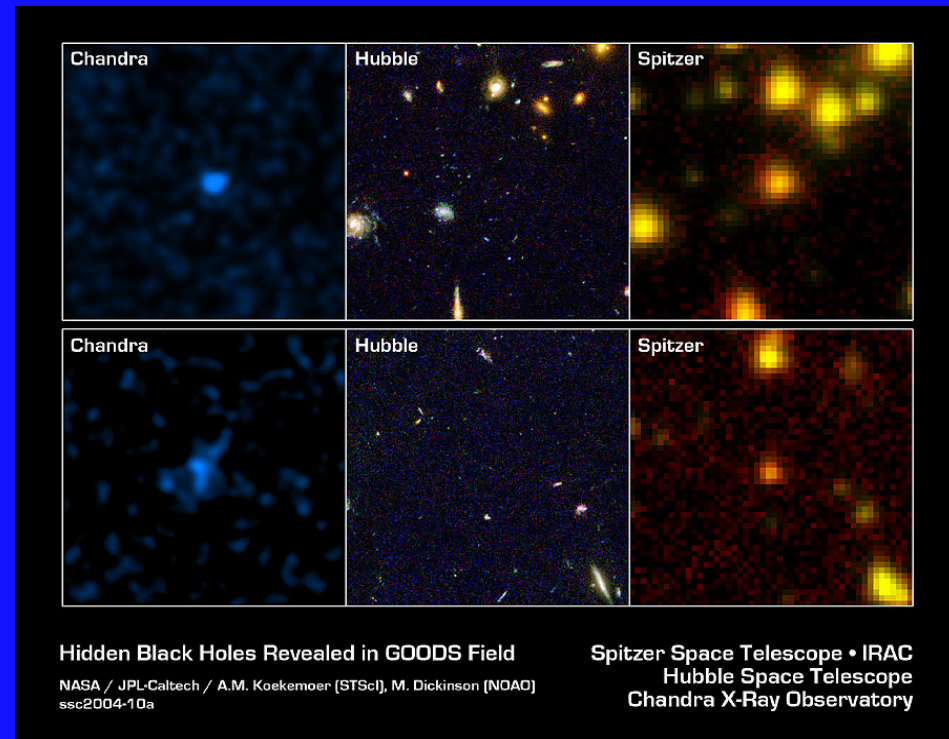 Chandra
Hubble
Spitzer
Chandra
Hubble
Spitzer
Hidden Black Holes Revealed in GOODS Field
NASA / JPL-Caltech / A.M. Koekemoer (STScI), M. Dickinson (NOAO)
ssc2004-10a
Spitzer Space Telescope • IRAC
Hubble Space Telescope
Chandra X-Ray Observatory